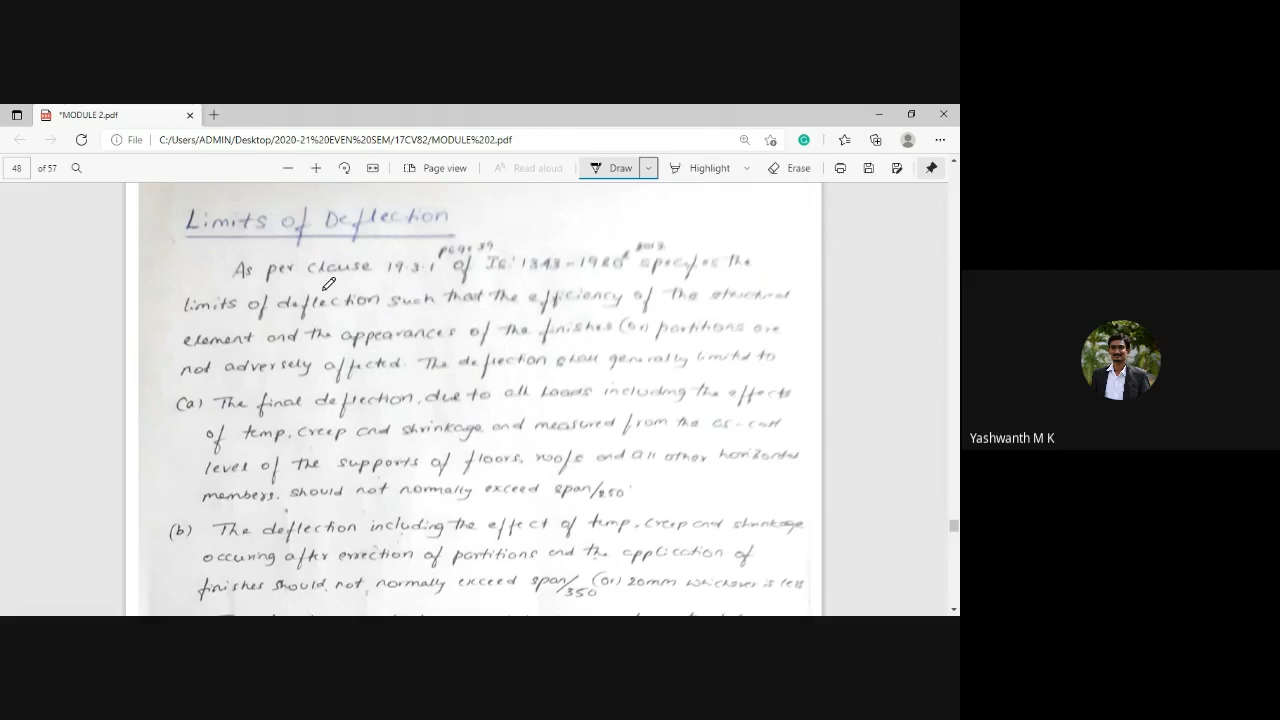 *MODULE 2.pdf
File
C:/Users/ADMIN/Desktop/2020-21%20EVEN%20SEM/17CV82/MODULE%202.pdf
48 of 57
Page view
Read aloud
Draw
Highlight
Erase
Limits of Deflection
page 39
As per clause 19.3.1 of IS:1343-1980 specifies the
limits of deflection such that the efficiency of the structural
element and the appearances of the finishes (or) partitions are
not adversely affected. The deflection shall generally limited to
(a) The final deflection, due to all loads including the effects
of temp, creep and shrinkage and measured from the as-cast
level of the supports of floors, roofs and all other horizontal
members. should not normally exceed span/250.
(b) The deflection including the effect of temp, creep and shrinkage
occuring after errection of partitions and the application of
finishes should not normally exceed span/350 (or) 20mm whichever is less
Yashwanth M K